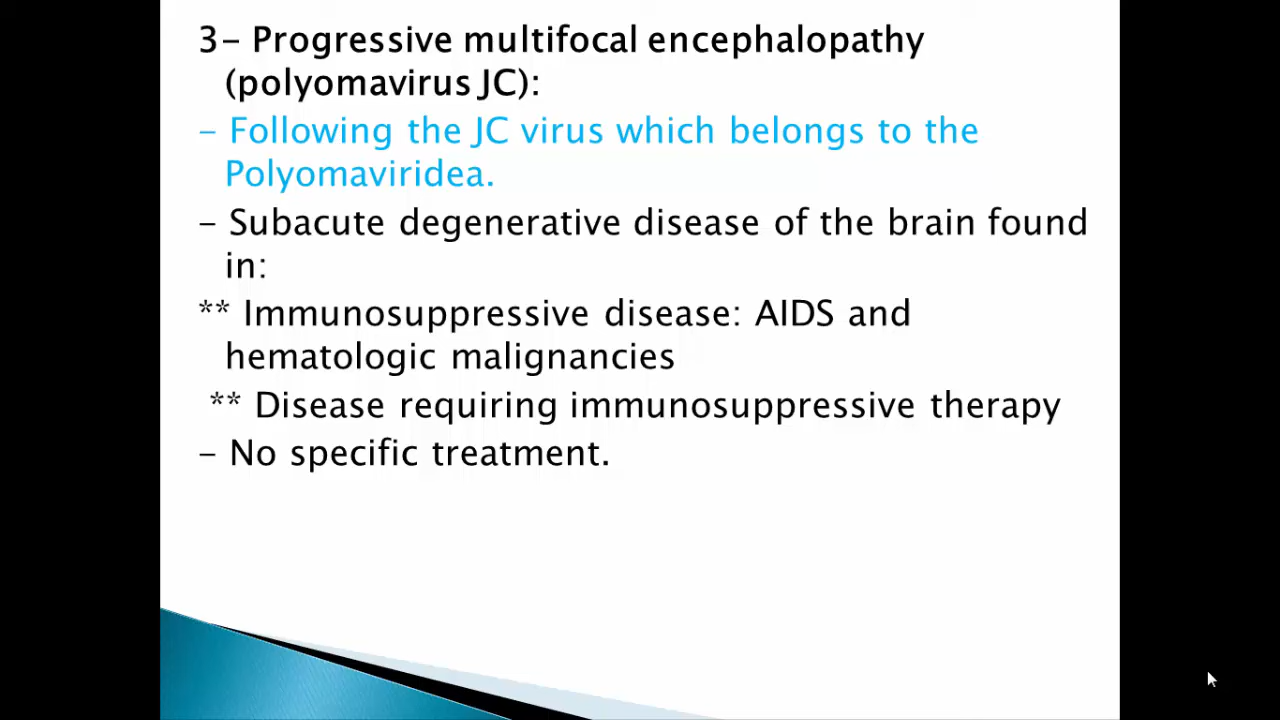 3- Progressive multifocal encephalopathy
(polyomavirus JC):
- Following the JC virus which belongs to the
Polyomaviridea.
- Subacute degenerative disease of the brain found
in:
** Immunosuppressive disease: AIDS and
hematologic malignancies
** Disease requiring immunosuppressive therapy
- No specific treatment.